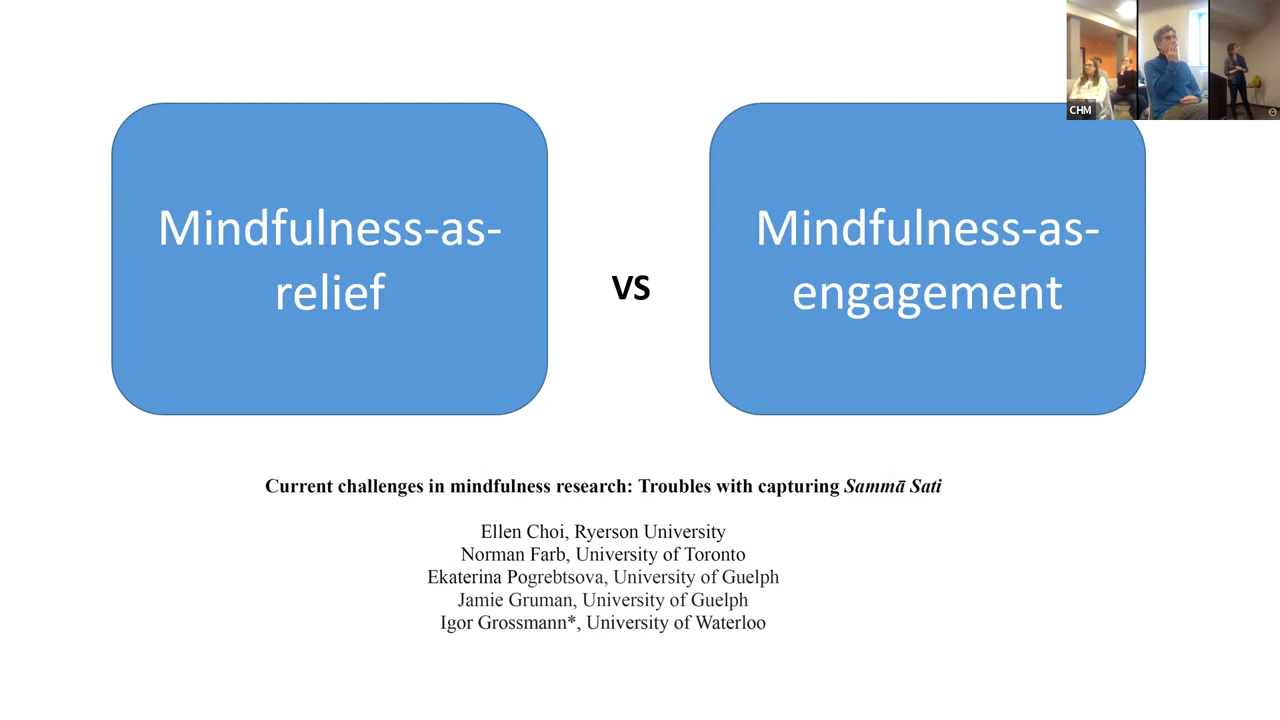 CHM
Mindfulness-as-
relief
VS
Mindfulness-as-
engagement
Current challenges in mindfulness research: Troubles with capturing Sammā Sati
Ellen Choi, Ryerson University
Norman Farb, University of Toronto
Ekaterina Pogrebtsova, University of Guelph
Jamie Gruman, University of Guelph
Igor Grossmann*, University of Waterloo